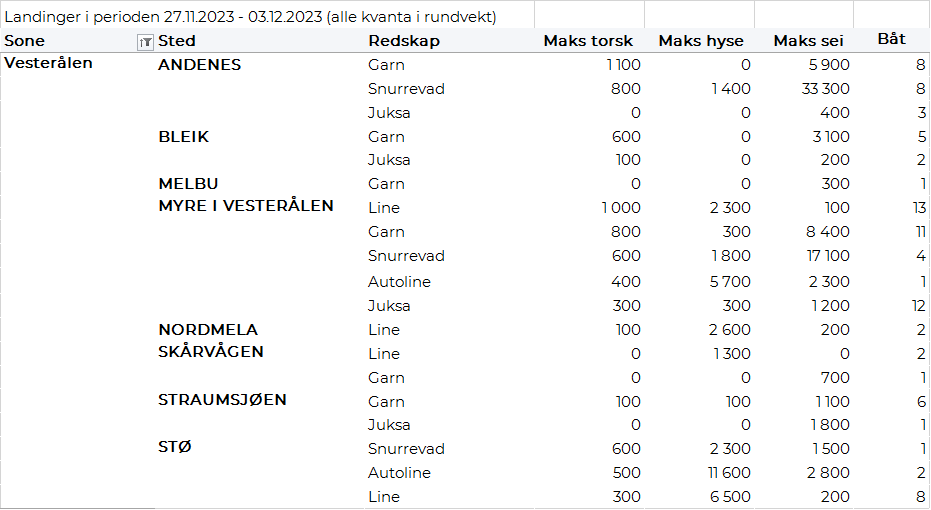 Landinger i perioden 27.11.2023 - 03.12.2023 (alle kvanta i rundvekt)
Sone Sted Redskap Maks torsk Maks hyse Maks sei Båt
Vesterålen ANDENES Garn 1 100 0 5 900 8
Snurrevad 800 1 400 33 300 8
Juksa 0 0 400 3
BLEIK Garn 600 0 3 100 5
Juksa 100 0 200 2
MELBU Garn 0 0 300 1
MYRE I VESTERÅLEN Line 1 000 2 300 100 13
Garn 800 300 8 400 11
Snurrevad 600 1 800 17 100 4
Autoline 400 5 700 2 300 1
Juksa 300 300 1 200 12
NORDMELA Line 100 2 600 200 2
SKÅRVÅGEN Line 0 1 300 0 2
Garn 0 0 700 1
STRAUMSJØEN Garn 100 100 1 100 6
Juksa 0 0 1 800 1
STØ Snurrevad 600 2 300 1 500 1
Autoline 500 11 600 2 800 2
Line 300 6 500 200 8